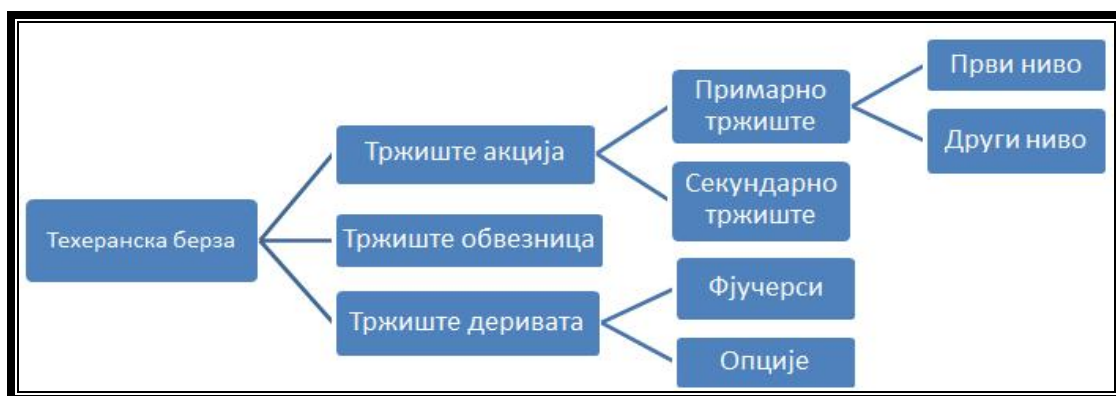 Техеранска берза
Тржиште акција
Примарно
тржиште
Први ниво
Други ниво
Секундарно
тржиште
Тржиште обвезница
Тржиште деривата
Фјучерси
Опције